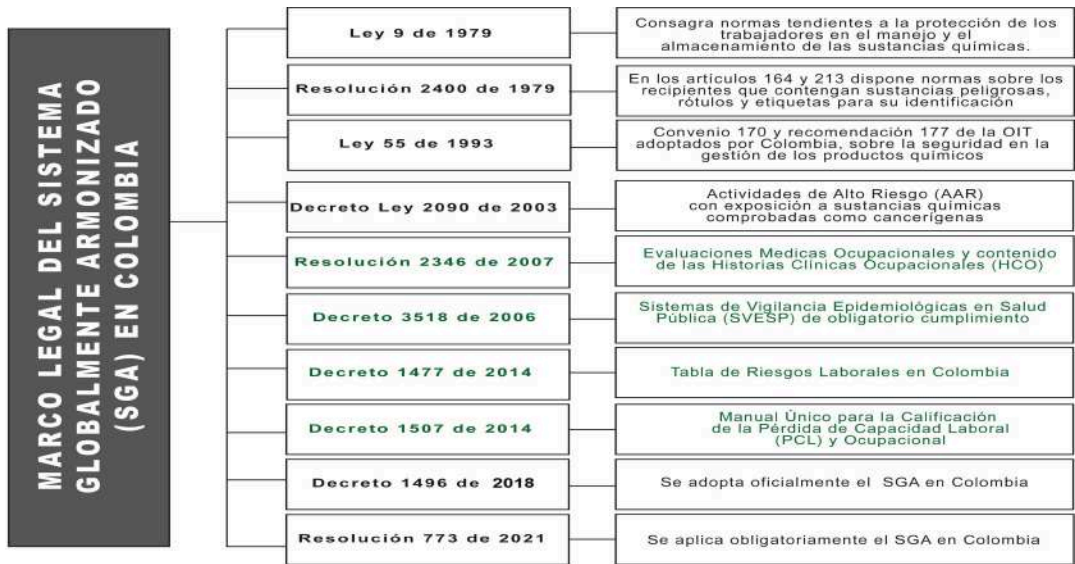 MARCO LEGAL DEL SISTEMA
GLOBALMENTE ARMONIZADO
(SGA) EN COLOMBIA
Ley 9 de 1979
Consagra normas tendientes a la protección de los
trabajadores en el manejo y el
almacenamiento de las sustancias químicas.
Resolución 2400 de 1979
En los artículos 164 y 213 dispone normas sobre los
recipientes que contengan sustancias peligrosas,
rótulos y etiquetas para su identificación
Ley 55 de 1993
Convenio 170 y recomendación 177 de la OIT
adoptados por Colombia, sobre la seguridad en la
gestión de los productos químicos
Decreto Ley 2090 de 2003
Actividades de Alto Riesgo (AAR)
con exposición a sustancias químicas
comprobadas como cancerígenas
Resolución 2346 de 2007
Evaluaciones Medicas Ocupacionales y contenido
de las Historias Clínicas Ocupacionales (HCO)
Decreto 3518 de 2006
Sistemas de Vigilancia Epidemiológicas en Salud
Pública (SVESP) de obligatorio cumplimiento
Decreto 1477 de 2014
Tabla de Riesgos Laborales en Colombia
Decreto 1507 de 2014
Manual Único para la Calificación
de la Pérdida de Capacidad Laboral
(PCL) y Ocupacional
Decreto 1496 de 2018
Se adopta oficialmente el SGA en Colombia
Resolución 773 de 2021
Se aplica obligatoriamente el SGA en Colombia